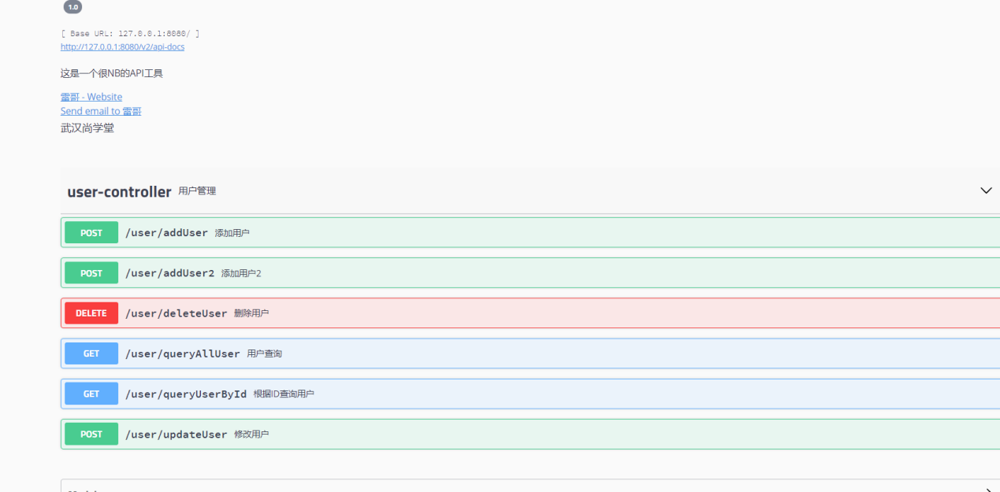 1.0
[ Base URL: 127.0.0.1:8080/ ]
http://127.0.0.1:8080/v2/api-docs
这是一个很NB的API工具
雷哥 - Website
Send email to 雷哥
武汉尚学堂
user-controller 用户管理
POST /user/addUser 添加用户
POST /user/addUser2 添加用户2
DELETE /user/deleteUser 删除用户
GET /user/queryAllUser 用户查询
GET /user/queryUserById 根据ID查询用户
POST /user/updateUser 修改用户